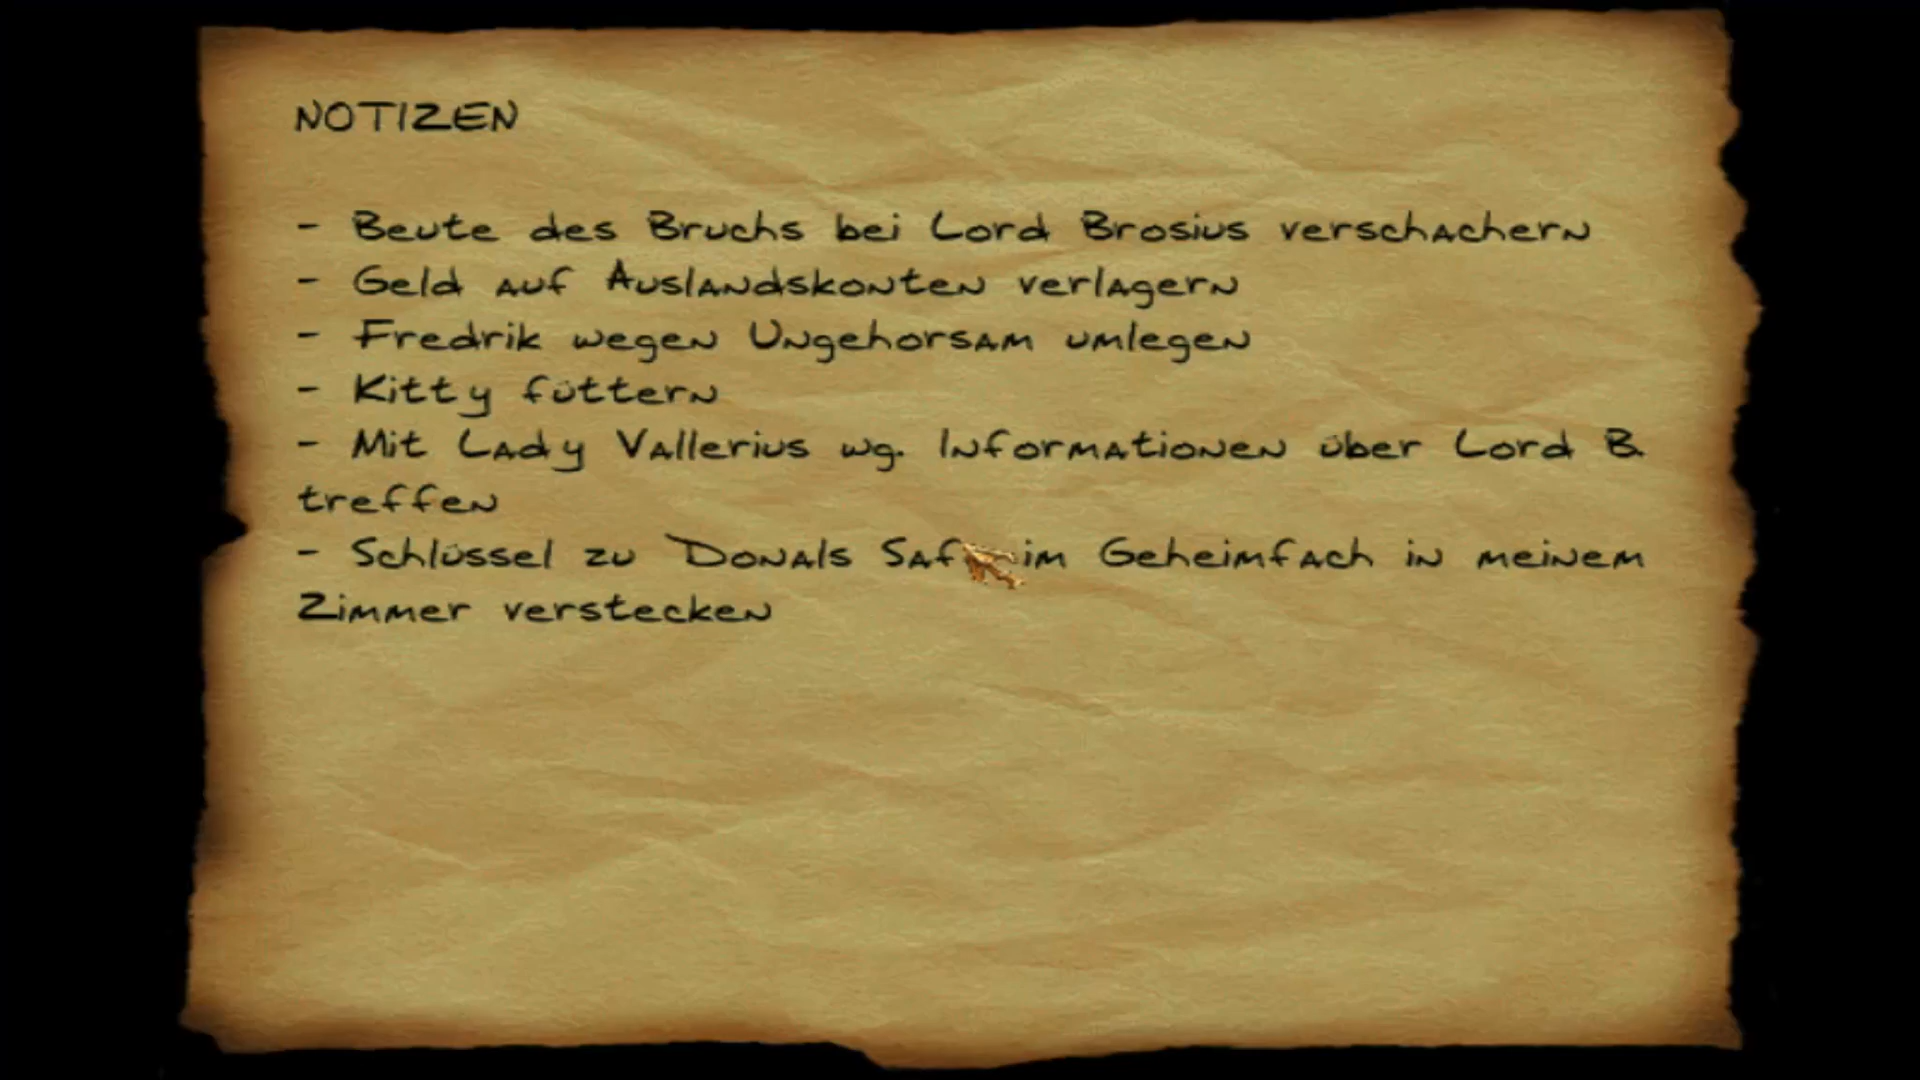 NOTIZEN
- Beute des Bruchs bei Lord Brosius verschachern
- Geld auf Auslandskonten verlagern
- Fredrik wegen Ungehorsam umlegen
- Kitty füttern
- Mit Lady Vallerius wg. Informationen über Lord B.
treffen
- Schlüssel zu Donals im Geheimfach in meinem
Zimmer verstecken